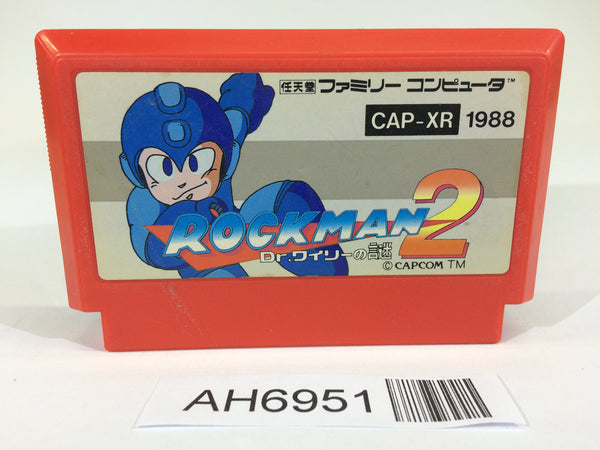 任天堂 ファミリー コンピュータ™
CAP-XR 1988
ROCKMAN 2
Dr.ワイリーの謎
© CAPCOM TM
AH6951